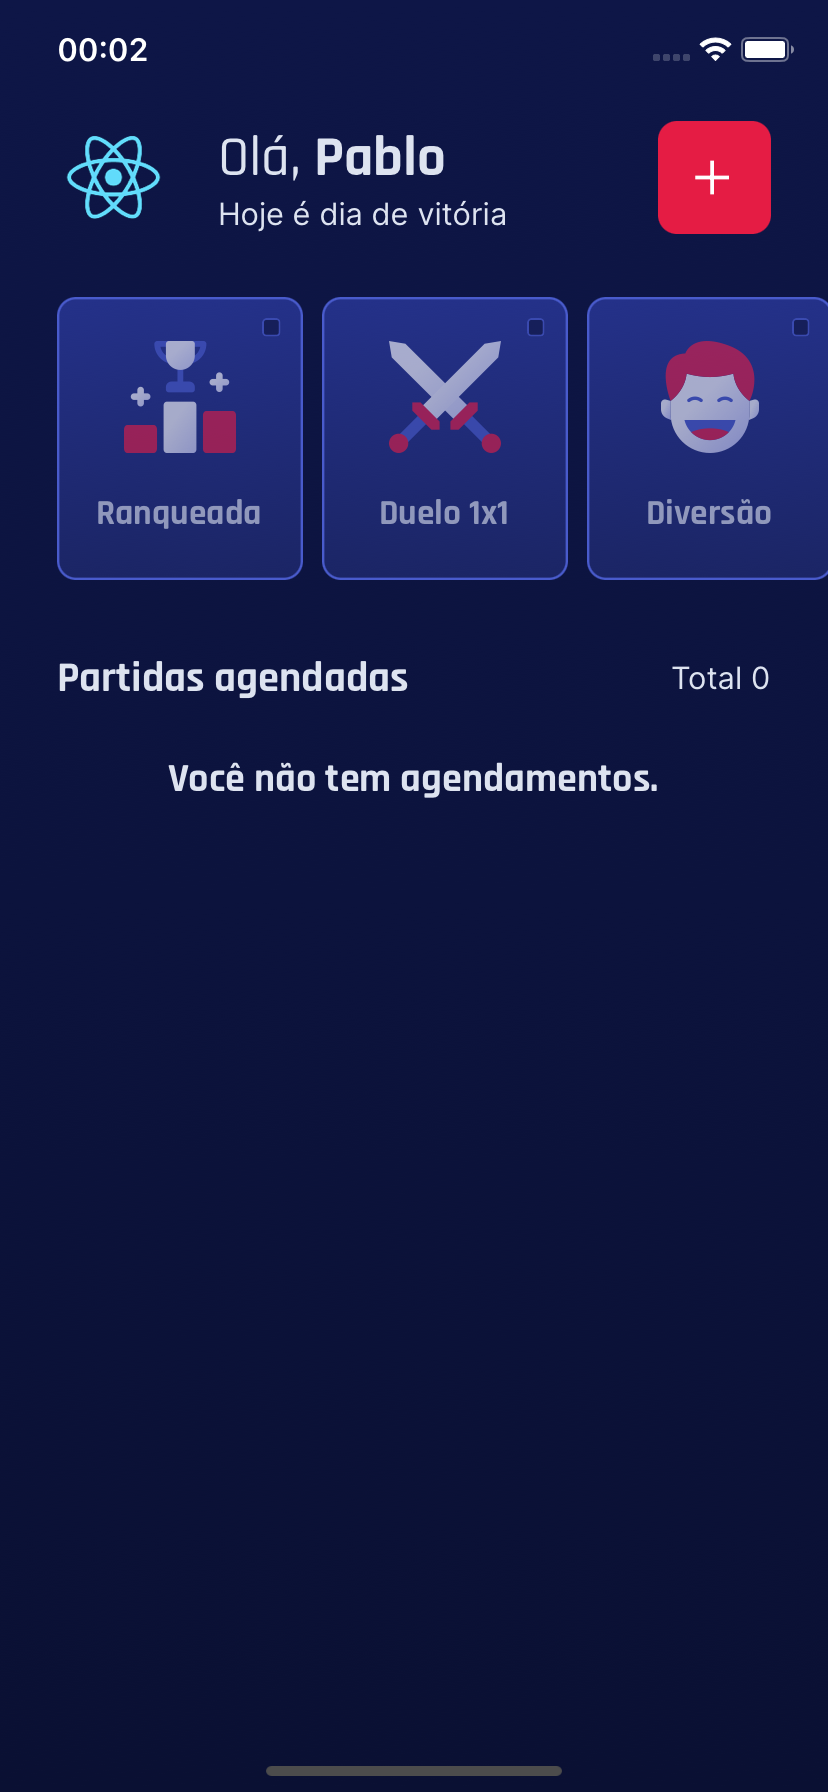 00:02
Olá, Pablo
Hoje é dia de vitória
Ranqueada
Duelo 1x1
Diversão
Partidas agendadas
Total 0
Você não tem agendamentos.